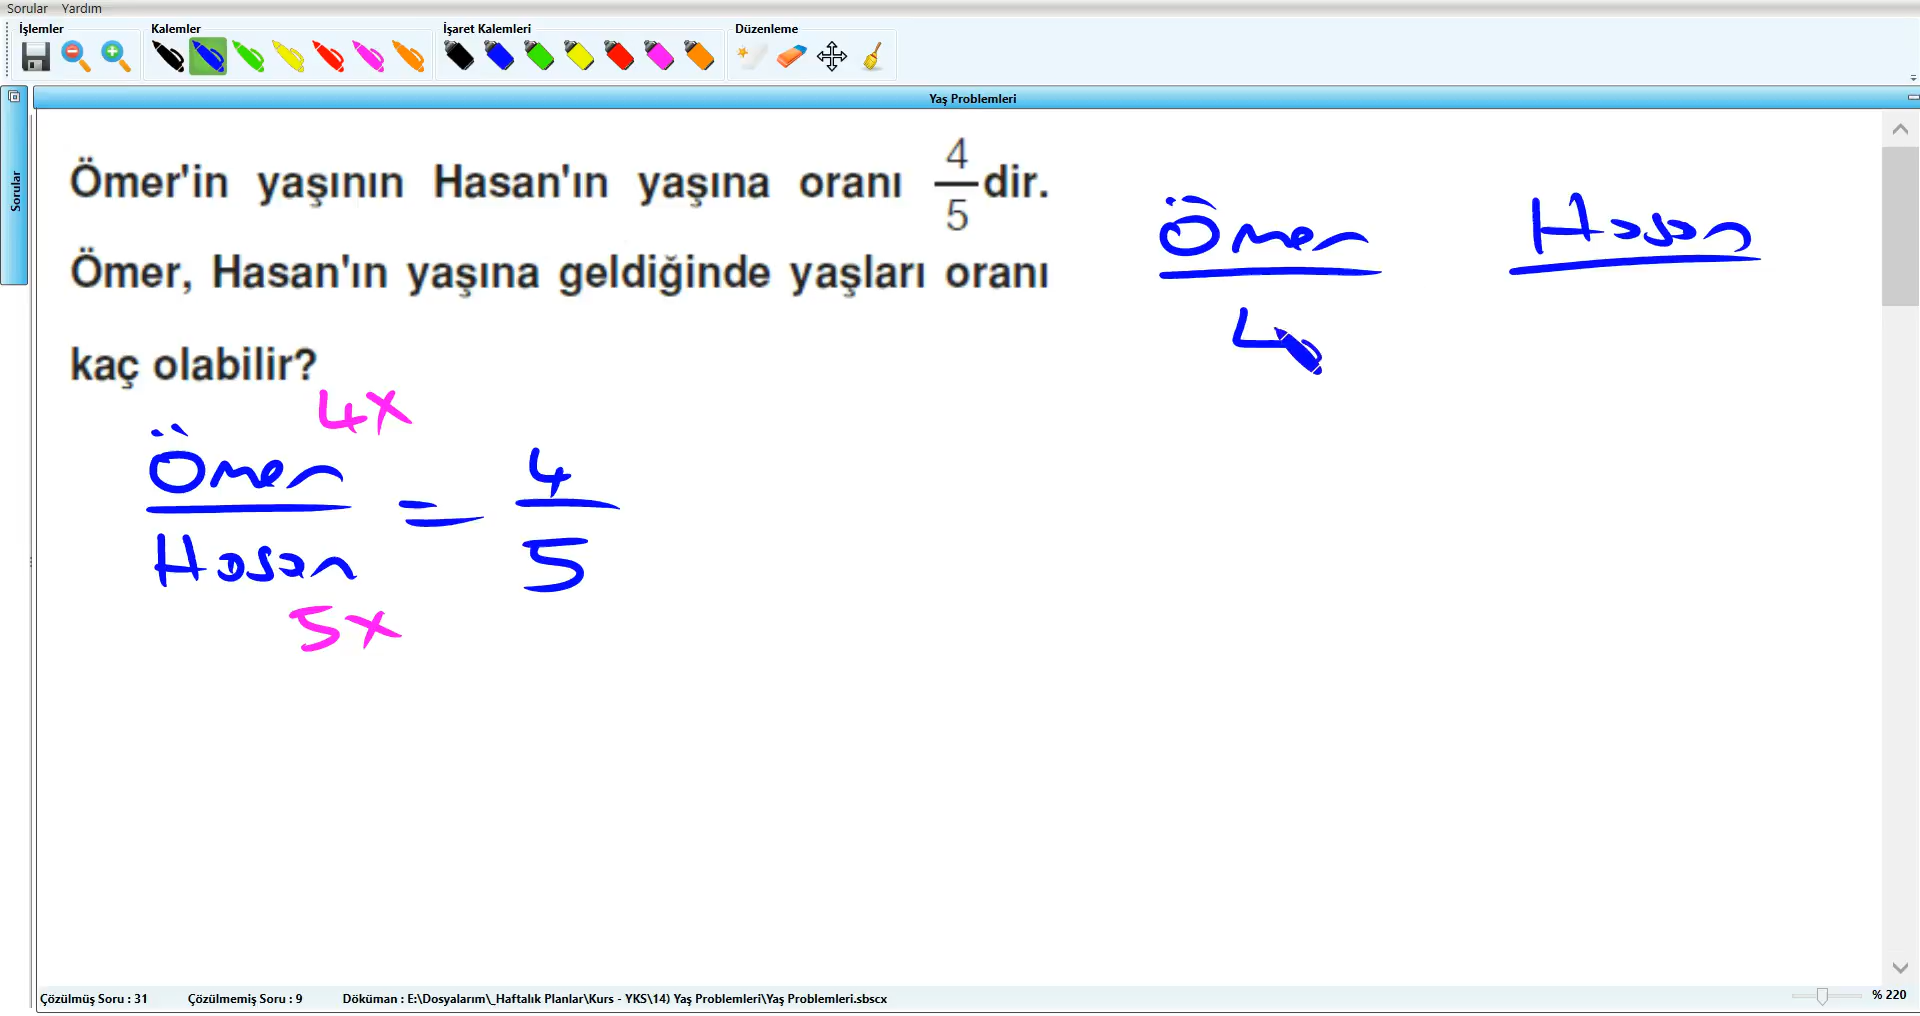 Sorular Yardım
İşlemler Kalemler İşaret Kalemleri Düzenleme
Yaş Problemleri
Sorular
Ömer'in yaşının Hasan'ın yaşına oranı 4/5 dir.
Ömer, Hasan'ın yaşına geldiğinde yaşları oranı
kaç olabilir?
Ömer Hasan
4
4x
Ömer/Hasan = 4/5
5x
Çözülmüş Soru : 31 Çözülmemiş Soru : 9 Döküman : E:\Dosyalarım\_Haftalık Planlar\Kurs - YKS\14) Yaş Problemleri\Yaş Problemleri.sbscx % 220